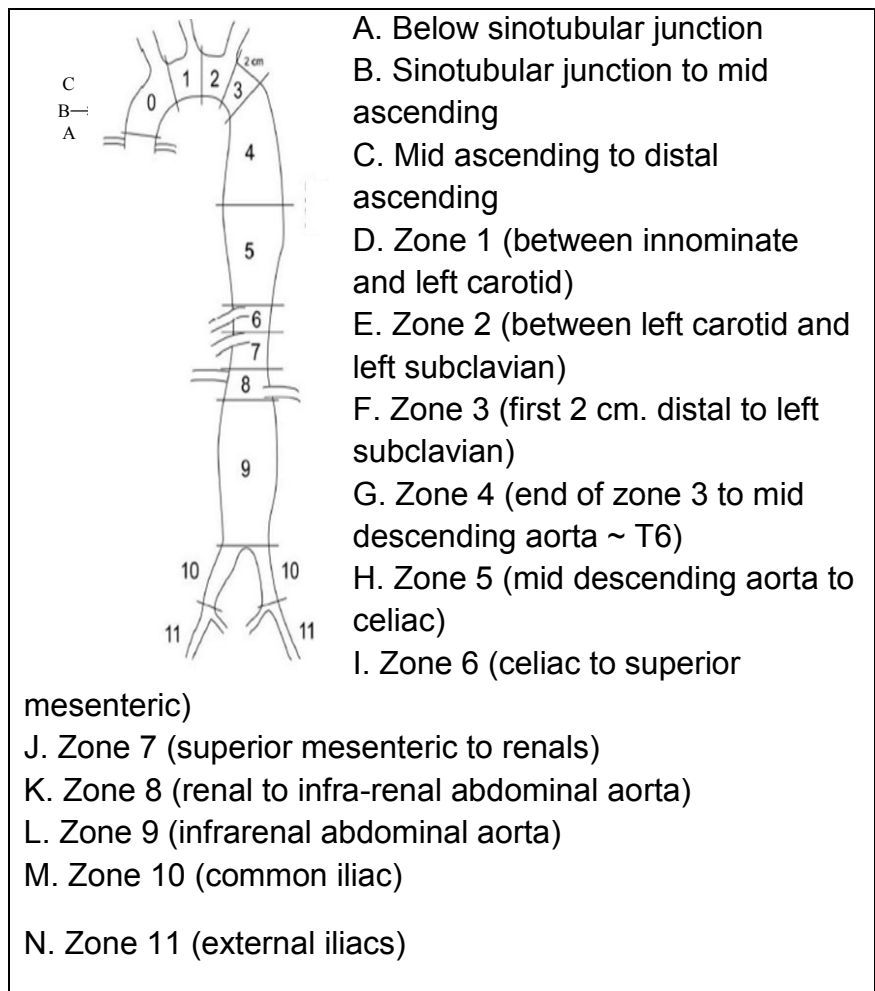 C
B
A
0
1
2
2 cm
3
4
5
6
7
8
9
10
10
11
11
A. Below sinotubular junction
B. Sinotubular junction to mid
ascending
C. Mid ascending to distal
ascending
D. Zone 1 (between innominate
and left carotid)
E. Zone 2 (between left carotid and
left subclavian)
F. Zone 3 (first 2 cm. distal to left
subclavian)
G. Zone 4 (end of zone 3 to mid
descending aorta ~ T6)
H. Zone 5 (mid descending aorta to
celiac)
I. Zone 6 (celiac to superior
mesenteric)
J. Zone 7 (superior mesenteric to renals)
K. Zone 8 (renal to infra-renal abdominal aorta)
L. Zone 9 (infrarenal abdominal aorta)
M. Zone 10 (common iliac)
N. Zone 11 (external iliacs)